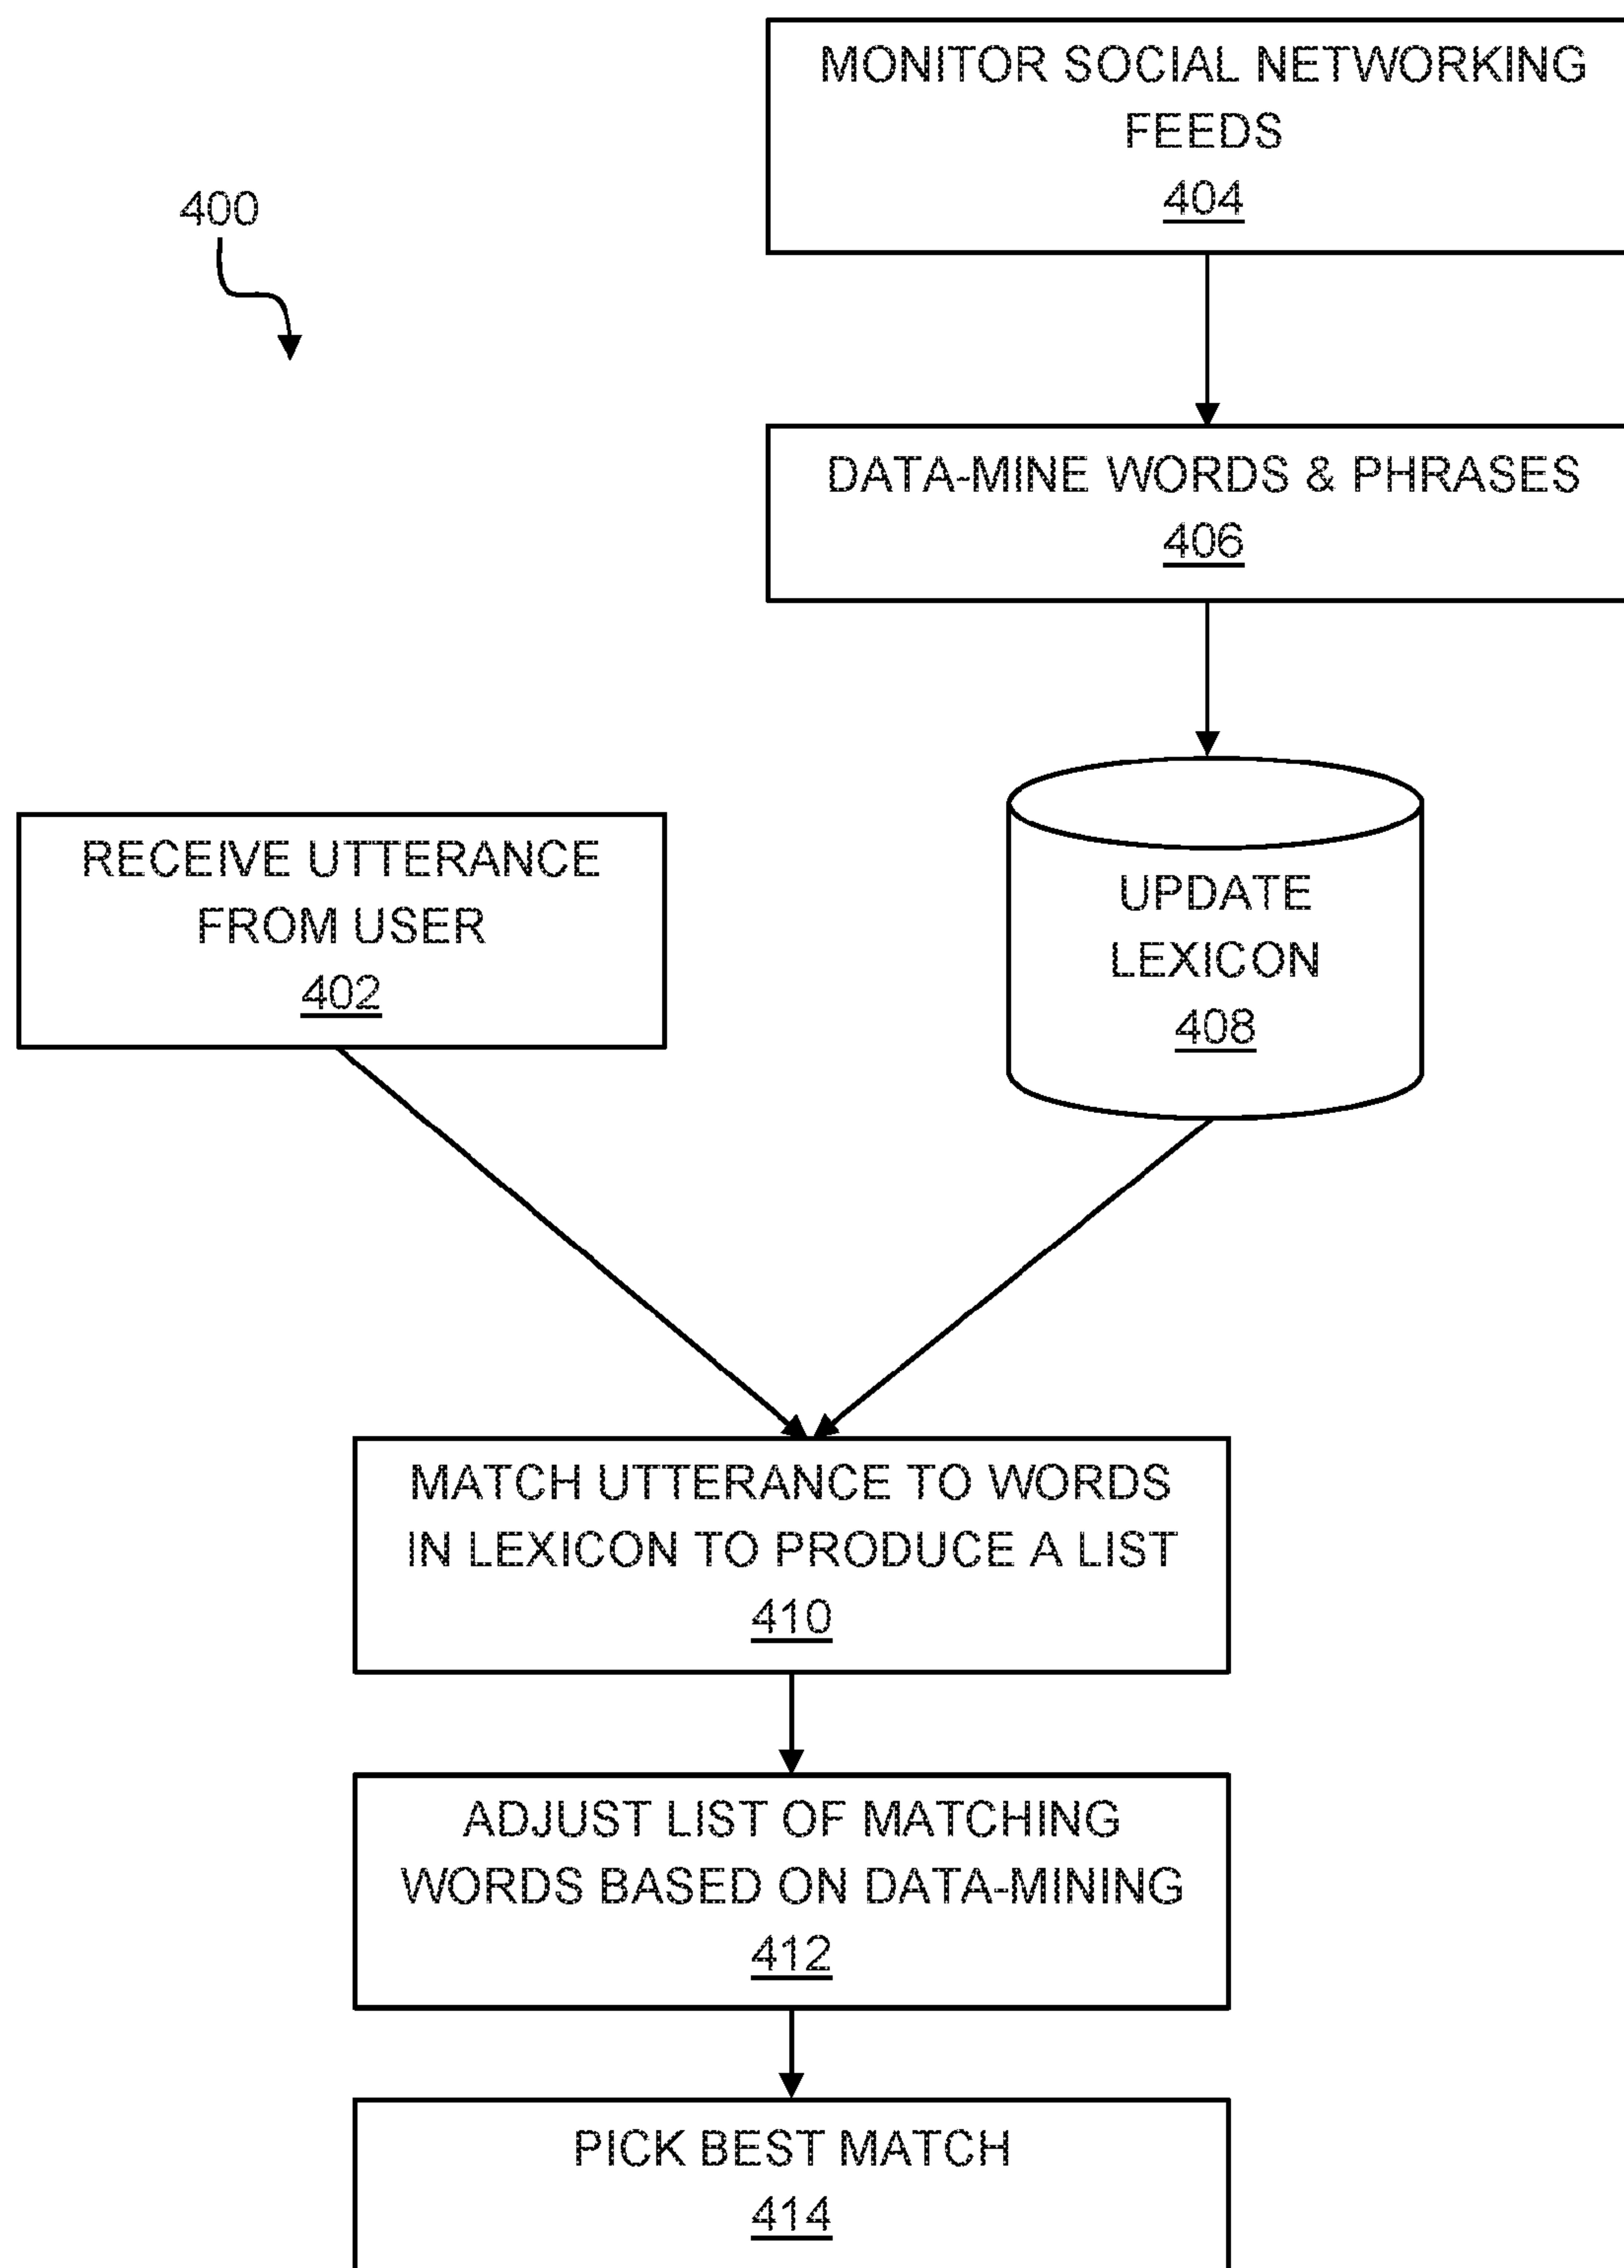 MONITOR SOCIAL NETWORKING
FEEDS
404
400
DATA-MINE WORDS & PHRASES
406
RECEIVE UTTERANCE
FROM USER
402
UPDATE
LEXICON
408
MATCH UTTERANCE TO WORDS
IN LEXICON TO PRODUCE A LIST
410
ADJUST LIST OF MATCHING
WORDS BASED ON DATA-MINING
412
PICK BEST MATCH
414